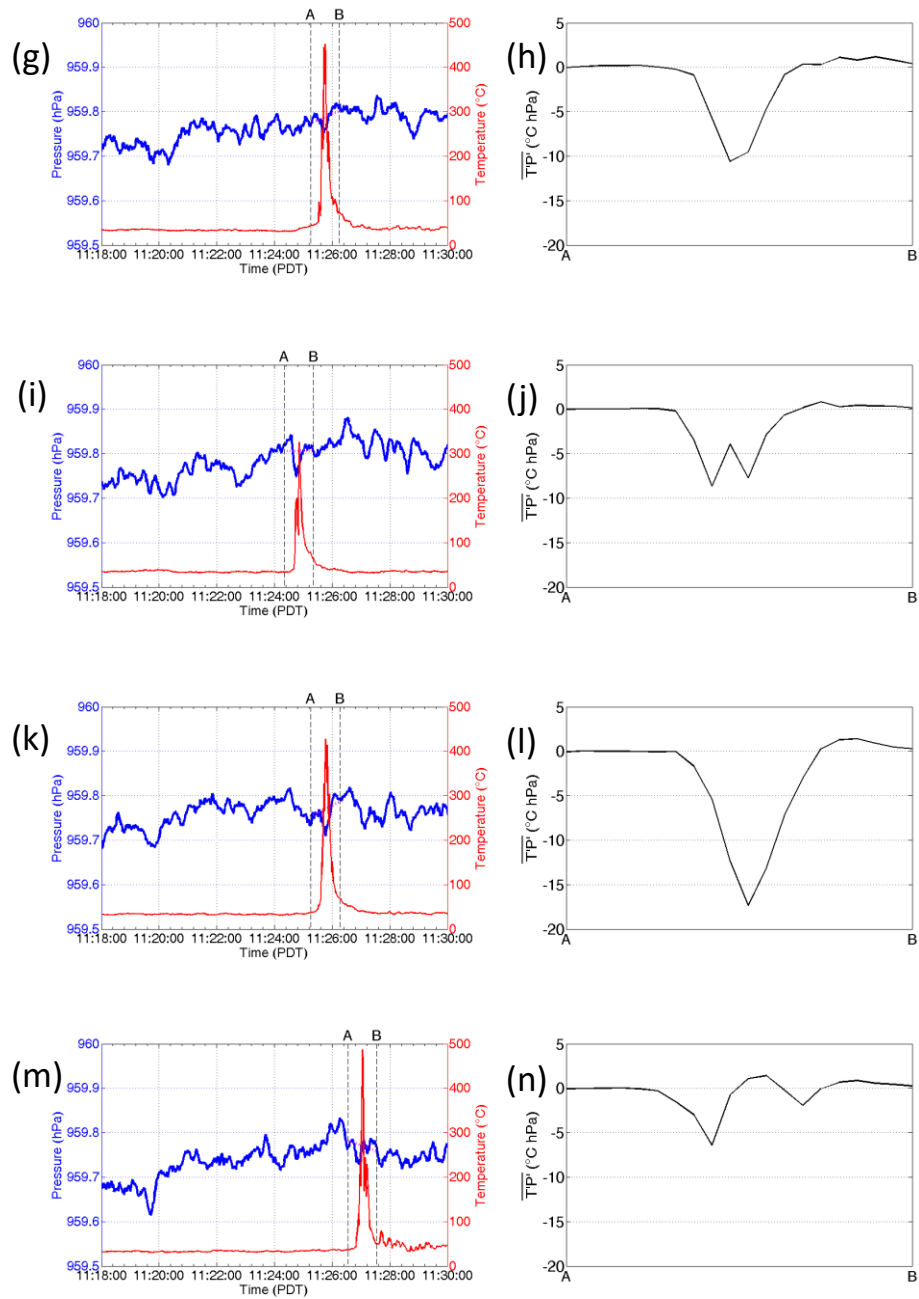 (g)
A B
960
959.9
959.8
959.7
959.6
959.5
Pressure (hPa)
500
400
300
200
100
0
Temperature (°C)
11:18:00 11:20:00 11:22:00 11:24:00 11:26:00 11:28:00 11:30:00
Time (PDT)
(h)
5
0
-5
-10
-15
-20
T'P' (°C hPa)
A B
(i)
A B
960
959.9
959.8
959.7
959.6
959.5
Pressure (hPa)
500
400
300
200
100
0
Temperature (°C)
11:18:00 11:20:00 11:22:00 11:24:00 11:26:00 11:28:00 11:30:00
Time (PDT)
(j)
5
0
-5
-10
-15
-20
T'P' (°C hPa)
A B
(k)
A B
960
959.9
959.8
959.7
959.6
959.5
Pressure (hPa)
500
400
300
200
100
0
Temperature (°C)
11:18:00 11:20:00 11:22:00 11:24:00 11:26:00 11:28:00 11:30:00
Time (PDT)
(l)
5
0
-5
-10
-15
-20
T'P' (°C hPa)
A B
(m)
A B
960
959.9
959.8
959.7
959.6
959.5
Pressure (hPa)
500
400
300
200
100
0
Temperature (°C)
11:18:00 11:20:00 11:22:00 11:24:00 11:26:00 11:28:00 11:30:00
Time (PDT)
(n)
5
0
-5
-10
-15
-20
T'P' (°C hPa)
A B